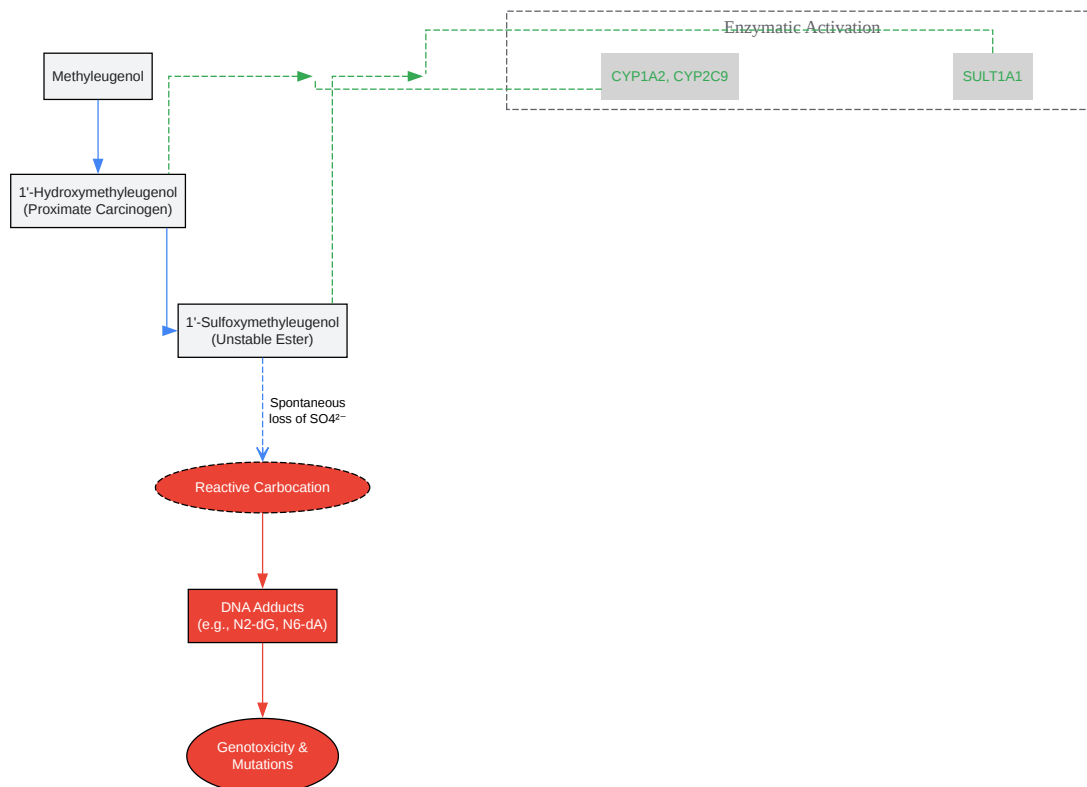 Enzymatic Activation
Methyleugenol
CYP1A2, CYP2C9
SULT1A1
1'-Hydroxymethyleugenol
(Proximate Carcinogen)
1'-Sulfoxymethyleugenol
(Unstable Ester)
Spontaneous
loss of SO4²⁻
Reactive Carbocation
DNA Adducts
(e.g., N2-dG, N6-dA)
Genotoxicity &
Mutations